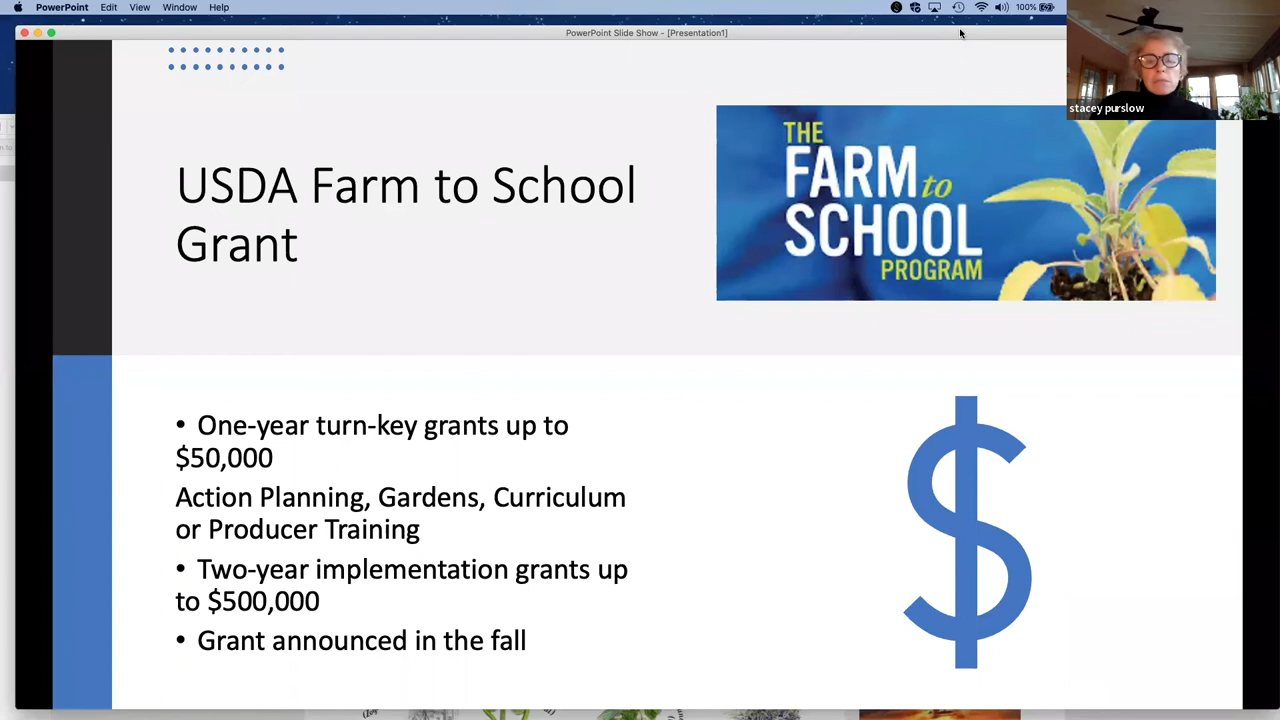 PowerPoint Edit View Window Help
100%
PowerPoint Slide Show - [Presentation1]
stacey purslow
USDA Farm to School
Grant
THE
FARM to
SCHOOL
PROGRAM
• One-year turn-key grants up to
$50,000
Action Planning, Gardens, Curriculum
or Producer Training
• Two-year implementation grants up
to $500,000
• Grant announced in the fall
$